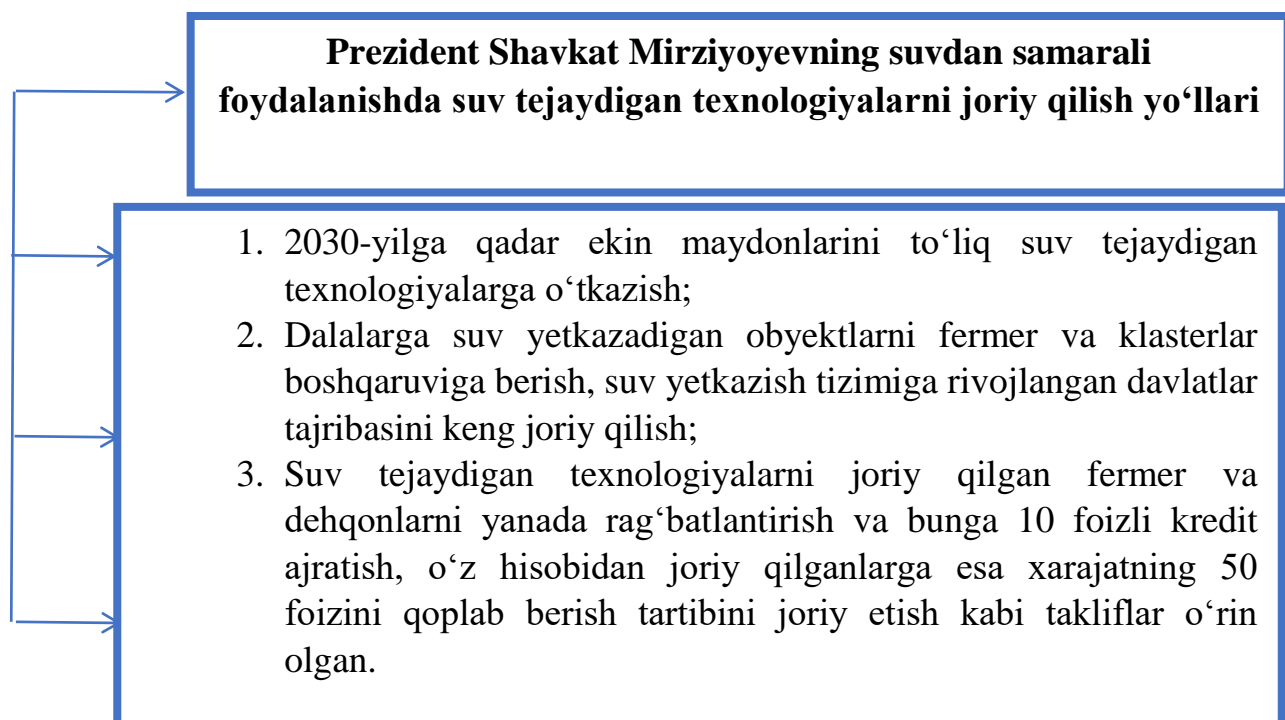 Prezident Shavkat Mirziyoyevning suvdan samarali
foydalanishda suv tejaydigan texnologiyalarni joriy qilish yo‘llari
1. 2030-yilga qadar ekin maydonlarini to‘liq suv tejaydigan
texnologiyalarga o‘tkazish;
2. Dalalarga suv yetkazadigan obyektlarni fermer va klasterlar
boshqaruviga berish, suv yetkazish tizimiga rivojlangan davlatlar
tajribasini keng joriy qilish;
3. Suv tejaydigan texnologiyalarni joriy qilgan fermer va
dehqonlarni yanada rag‘batlantirish va bunga 10 foizli kredit
ajratish, o‘z hisobidan joriy qilganlarga esa xarajatning 50
foizini qoplab berish tartibini joriy etish kabi takliflar o‘rin
olgan.